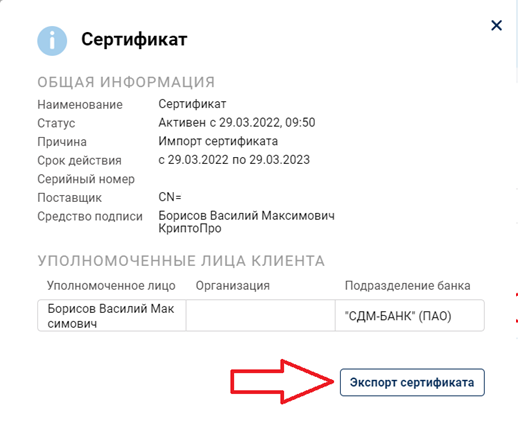 Сертификат
ОБЩАЯ ИНФОРМАЦИЯ
Наименование Сертификат
Статус Активен с 29.03.2022, 09:50
Причина Импорт сертификата
Срок действия с 29.03.2022 по 29.03.2023
Серийный номер
Поставщик CN=
Средство подписи Борисов Василий Максимович
КриптоПро
УПОЛНОМОЧЕННЫЕ ЛИЦА КЛИЕНТА
Уполномоченное лицо Организация Подразделение банка
Борисов Василий Мак
симович "СДМ-БАНК" (ПАО)
Экспорт сертификата